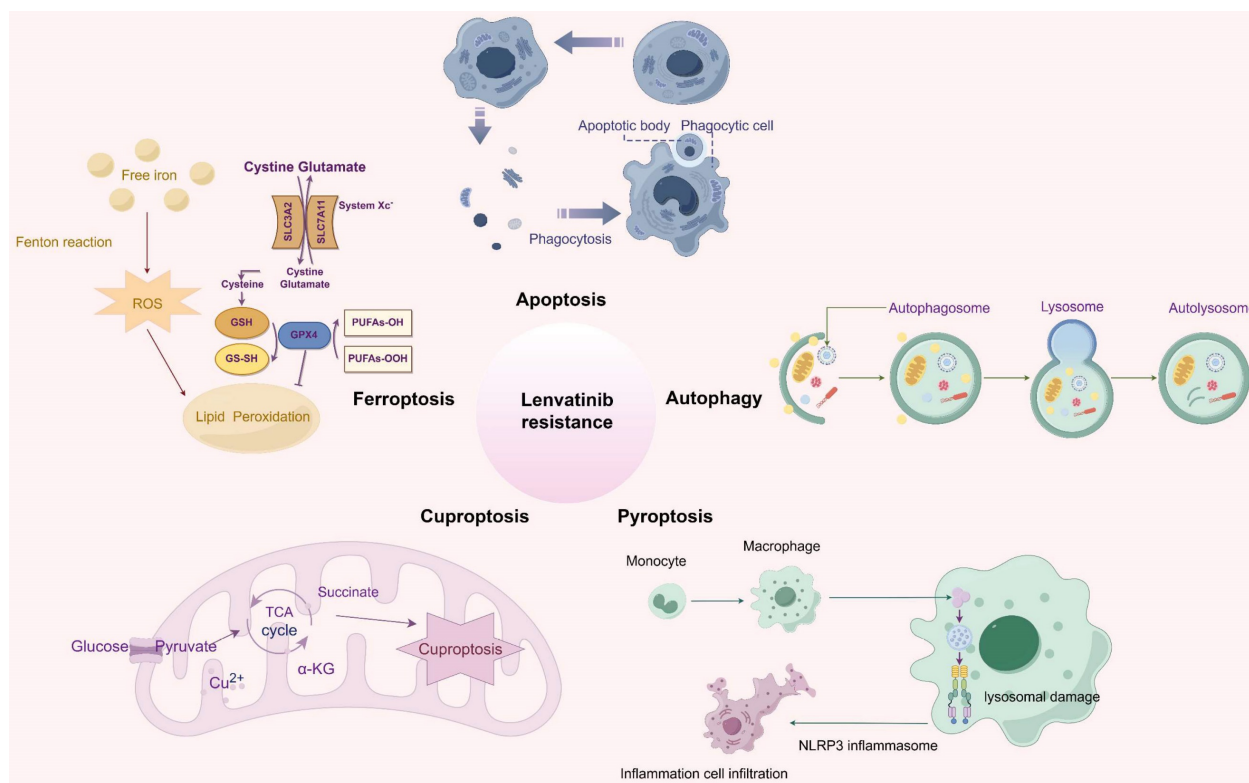 Apoptotic body
Phagocytic cell
Phagocytosis
Apoptosis
Free iron
Fenton reaction
ROS
Cystine Glutamate
SLC3A2
SLC7A11
System Xc⁻
Cystine
Glutamate
Cysteine
GSH
GS-SH
GPX4
PUFAs-OH
PUFAs-OOH
Lipid Peroxidation
Ferroptosis
Lenvatinib
resistance
Autophagy
Autophagosome
Lysosome
Autolysosome
Cuproptosis
Glucose
Pyruvate
TCA
cycle
Succinate
α-KG
Cu²⁺
Cuproptosis
Pyroptosis
Monocyte
Macrophage
lysosomal damage
NLRP3 inflammasome
Inflammation cell infiltration